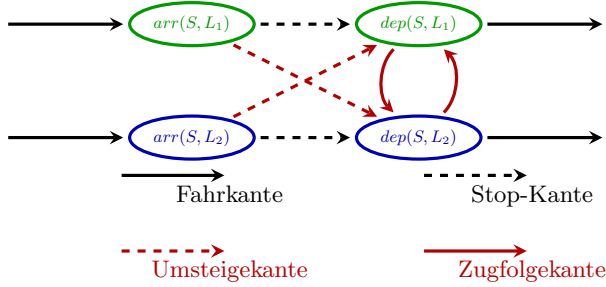 arr(S, L₁) dep(S, L₁)
arr(S, L₂) dep(S, L₂)
Fahrkante Stop-Kante
Umsteigekante Zugfolgekante